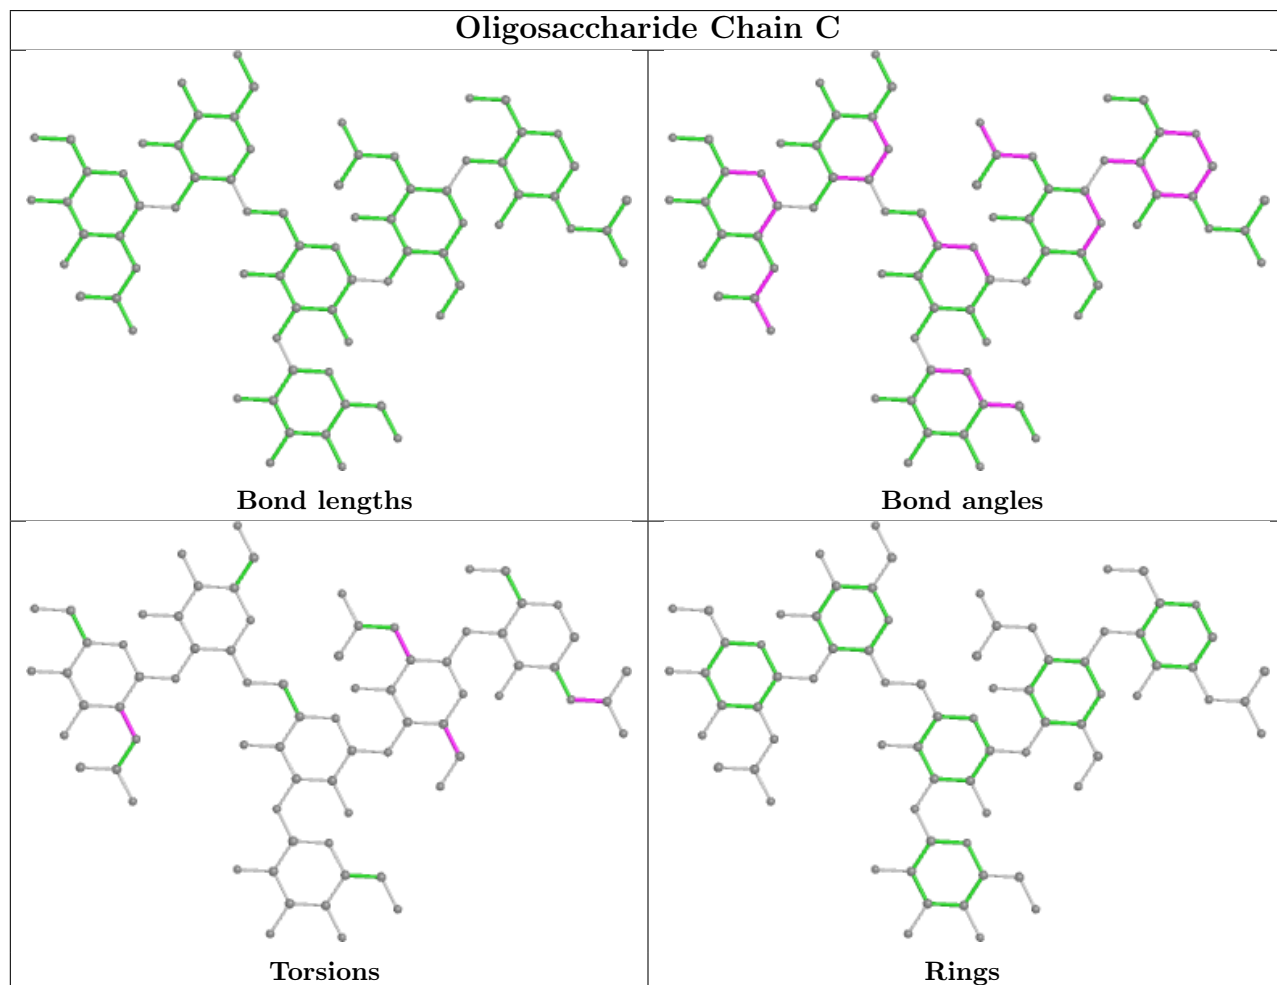 Oligosaccharide Chain C
Bond lengths
Bond angles
Torsions
Rings